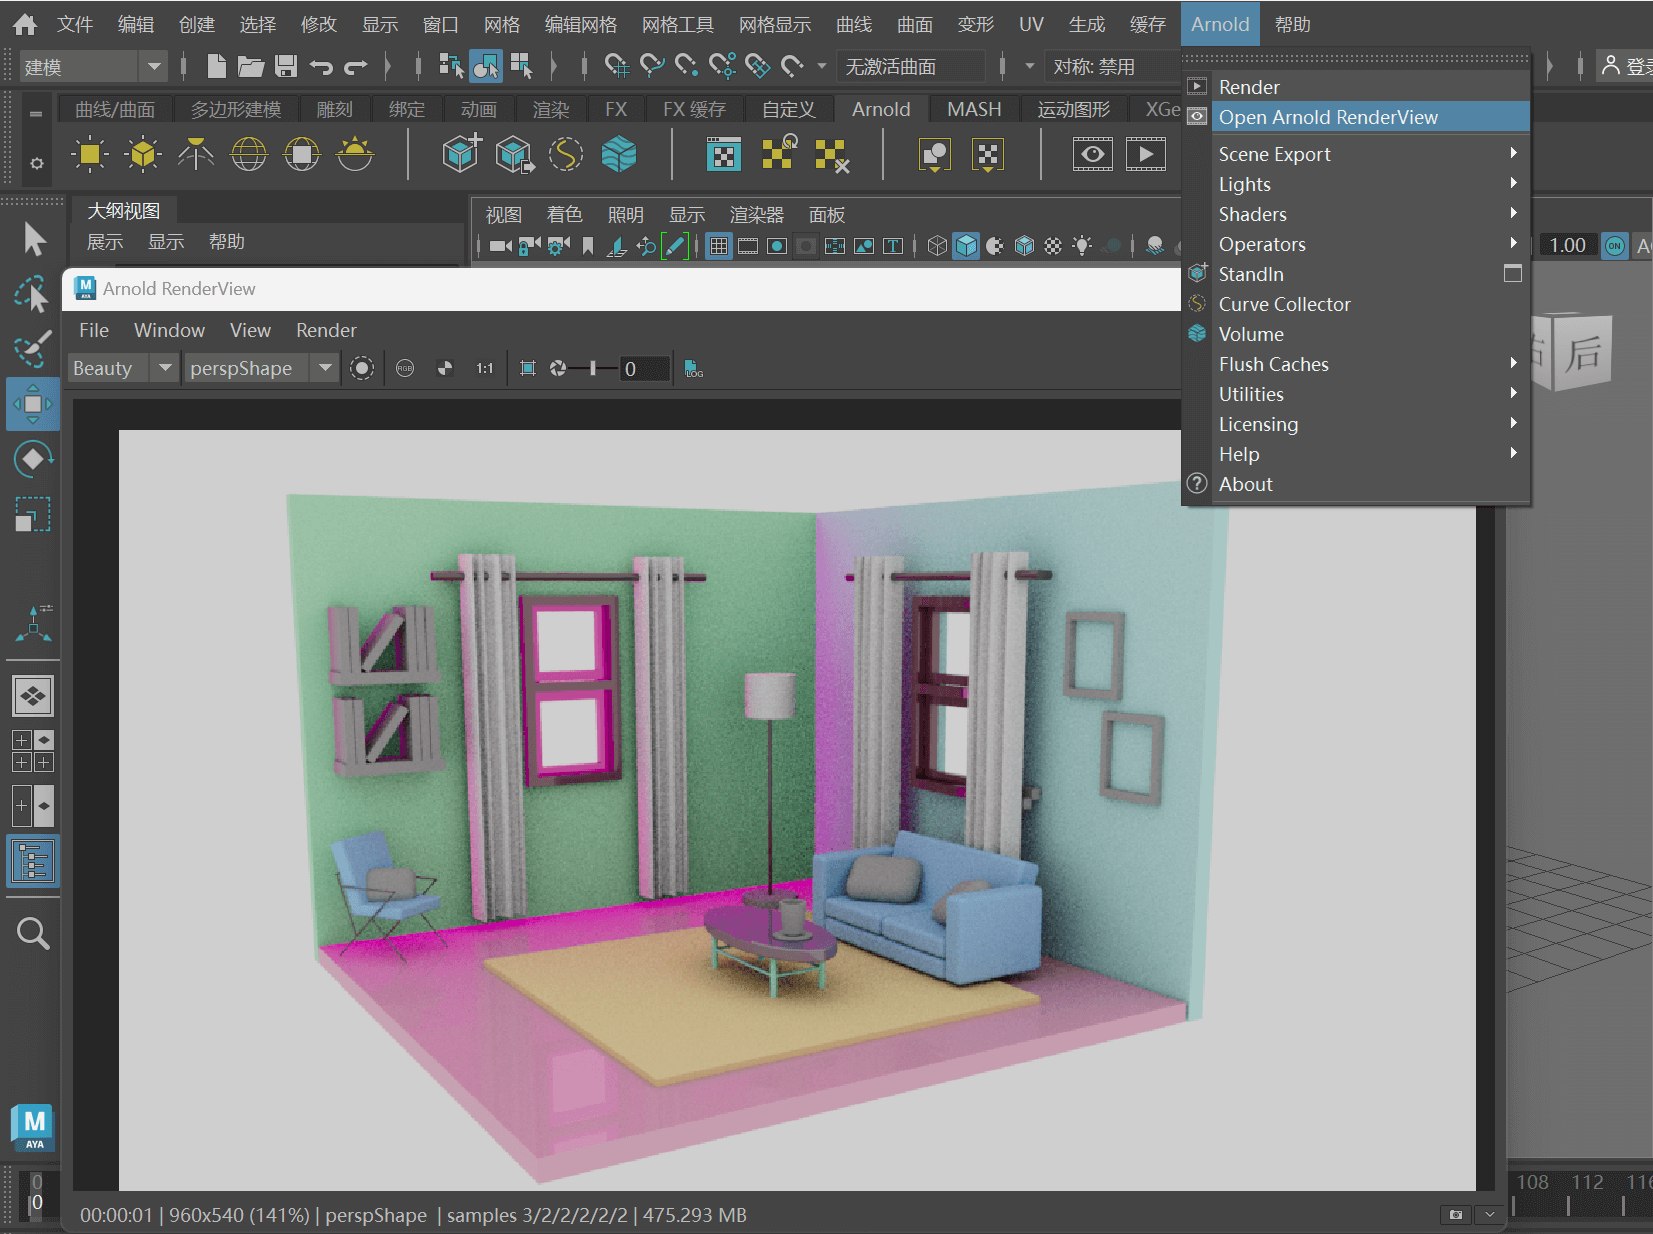 文件 编辑 创建 选择 修改 显示 窗口 网格 编辑网格 网格工具 网格显示 曲线 曲面 变形 UV 生成 缓存 Arnold 帮助
建模 无激活曲面 对称: 禁用 登录
曲线/曲面 多边形建模 雕刻 绑定 动画 渲染 FX FX 缓存 自定义 Arnold MASH 运动图形 XGe
Render
Open Arnold RenderView
Scene Export
Lights
Shaders
Operators
StandIn
Curve Collector
Volume
Flush Caches
Utilities
Licensing
Help
About
大纲视图
展示 显示 帮助
视图 着色 照明 显示 渲染器 面板
1.00 ON
后
M AYA Arnold RenderView
File Window View Render
Beauty perspShape RGB 1:1 0 LOG
M
AYA
0
0
108 112 116
00:00:01 | 960x540 (141%) | perspShape | samples 3/2/2/2/2/2 | 475.293 MB